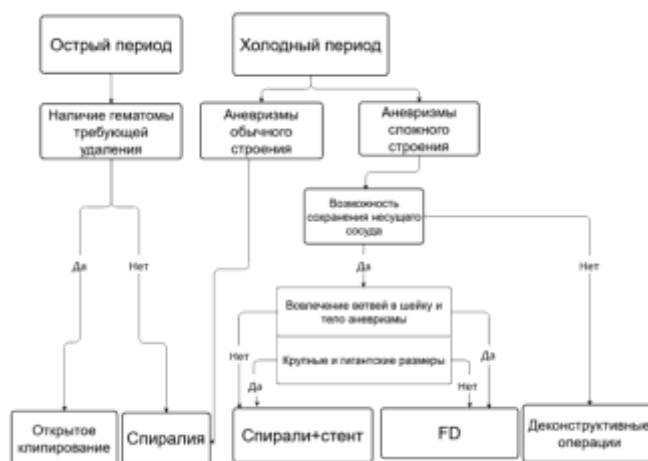 Острый период
Холодный период
Наличие гематомы
требующей
удаления
Аневризмы
обычного
строения
Аневризмы
сложного
строения
Возможность
сохранения несущего
сосуда
Да
Нет
Да
Нет
Вовлечение ветвей в шейку и
тело аневризмы
Нет
Да
Крупные и гигантские размеры
Да
Нет
Открытое
клипирование
Спиралия
Спирали+стент
FD
Деконструктивные
операции